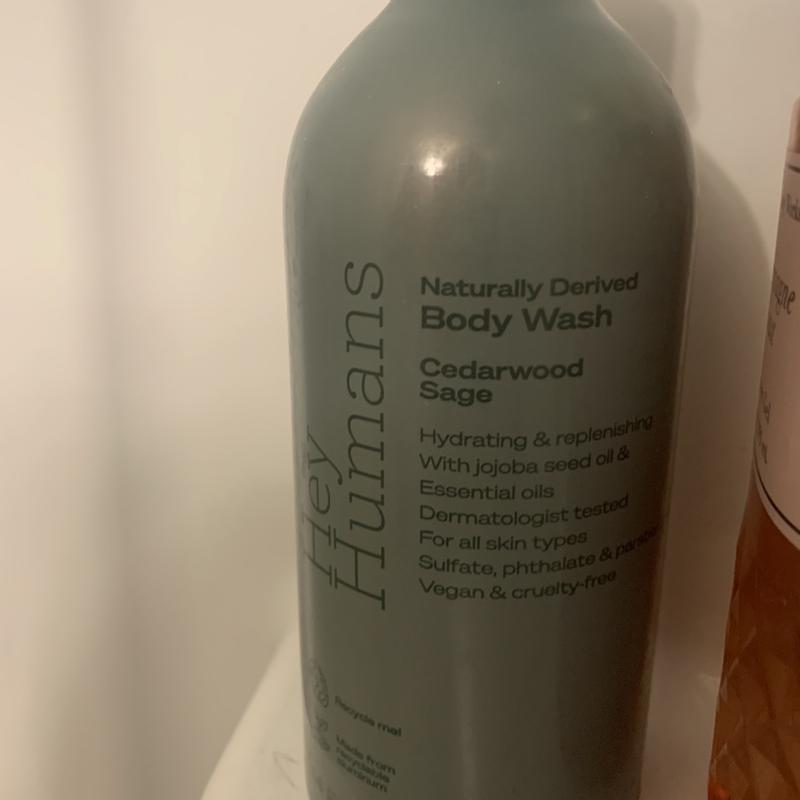 Hey
Humans
Naturally Derived
Body Wash
Cedarwood
Sage
Hydrating & replenishing
With jojoba seed oil &
Essential oils
Dermatologist tested
For all skin types
Sulfate, phthalate &
Vegan & cruelty-free
Recycle me!
Made from
recyclable
aluminum